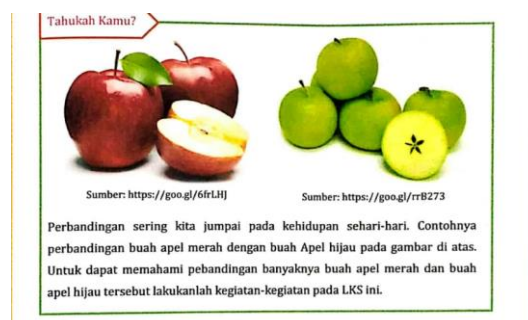 Tahukah Kamu?
Sumber: https://goo.gl/6frLHJ
Sumber: https://goo.gl/rrB273
Perbandingan sering kita jumpai pada kehidupan sehari-hari. Contohnya
perbandingan buah apel merah dengan buah Apel hijau pada gambar di atas.
Untuk dapat memahami pebandingan banyaknya buah apel merah dan buah
apel hijau tersebut lakukanlah kegiatan-kegiatan pada LKS ini.